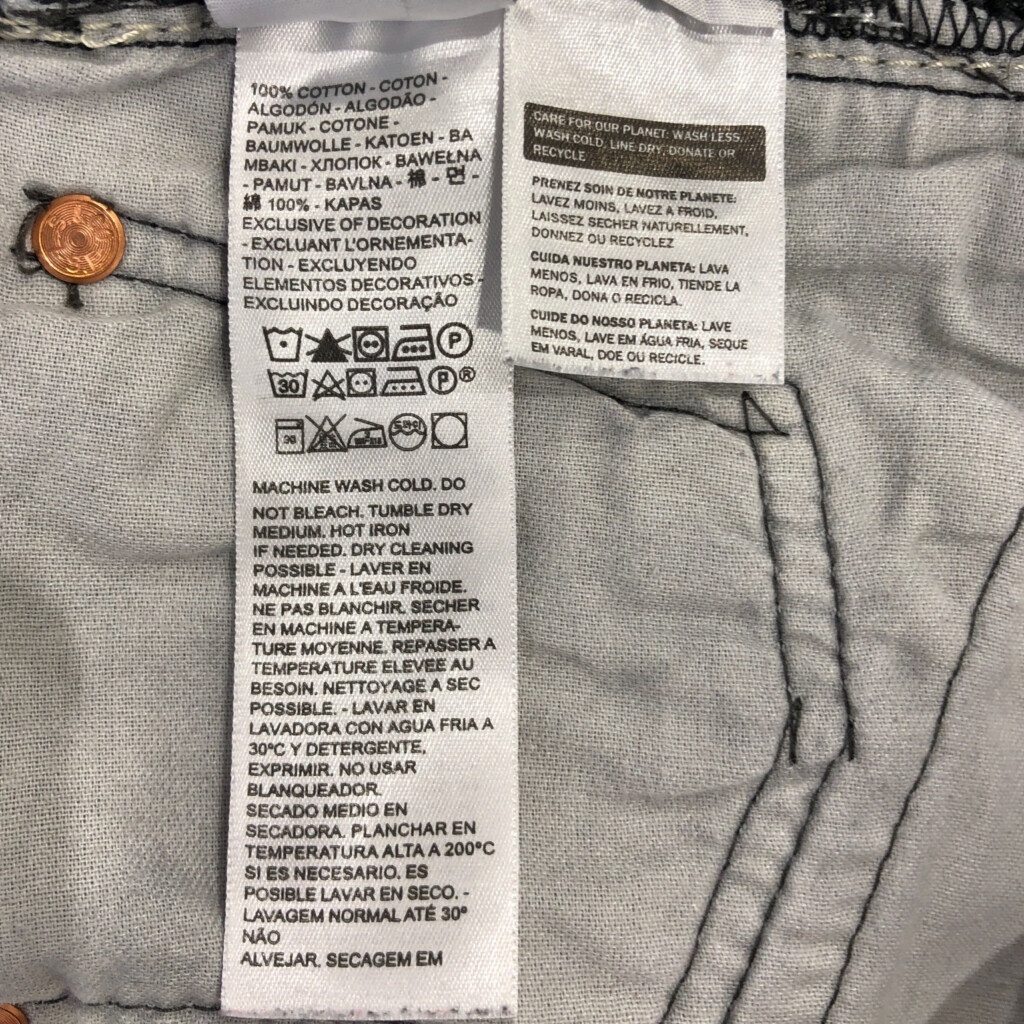 100% COTTON - COTON -
ALGODÓN - ALGODÃO -
PAMUK - COTONE -
BAUMWOLLE - KATOEN - BA
MBAKI - ХЛОПОК - BAWEŁNA
- PAMUT - BAVLNA - 棉 - 면 -
綿 100% - KAPAS
EXCLUSIVE OF DECORATION
- EXCLUANT L'ORNEMENTA-
TION - EXCLUYENDO
ELEMENTOS DECORATIVOS -
EXCLUINDO DECORAÇÃO
P
30 P®
30 드라이
MACHINE WASH COLD. DO
NOT BLEACH. TUMBLE DRY
MEDIUM. HOT IRON
IF NEEDED. DRY CLEANING
POSSIBLE - LAVER EN
MACHINE A L'EAU FROIDE.
NE PAS BLANCHIR. SECHER
EN MACHINE A TEMPERA-
TURE MOYENNE. REPASSER A
TEMPERATURE ELEVEE AU
BESOIN. NETTOYAGE A SEC
POSSIBLE. - LAVAR EN
LAVADORA CON AGUA FRIA A
30°C Y DETERGENTE,
EXPRIMIR. NO USAR
BLANQUEADOR.
SECADO MEDIO EN
SECADORA. PLANCHAR EN
TEMPERATURA ALTA A 200°C
SI ES NECESARIO. ES
POSIBLE LAVAR EN SECO. -
LAVAGEM NORMAL ATÉ 30°
NÃO
ALVEJAR. SECAGEM EM
CARE FOR OUR PLANET: WASH LESS,
WASH COLD, LINE DRY, DONATE OR
RECYCLE
PRENEZ SOIN DE NOTRE PLANETE:
LAVEZ MOINS, LAVEZ A FROID,
LAISSEZ SECHER NATURELLEMENT,
DONNEZ OU RECYCLEZ
CUIDA NUESTRO PLANETA: LAVA
MENOS, LAVA EN FRIO, TIENDE LA
ROPA, DONA O RECICLA.
CUIDE DO NOSSO PLANETA: LAVE
MENOS, LAVE EM ÁGUA FRIA, SEQUE
EM VARAL, DOE OU RECICLE.